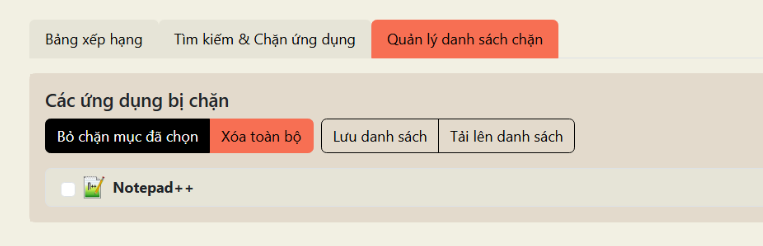 Bảng xếp hạng Tìm kiếm & Chặn ứng dụng Quản lý danh sách chặn
Các ứng dụng bị chặn
Bỏ chặn mục đã chọn Xóa toàn bộ Lưu danh sách Tải lên danh sách
Notepad++